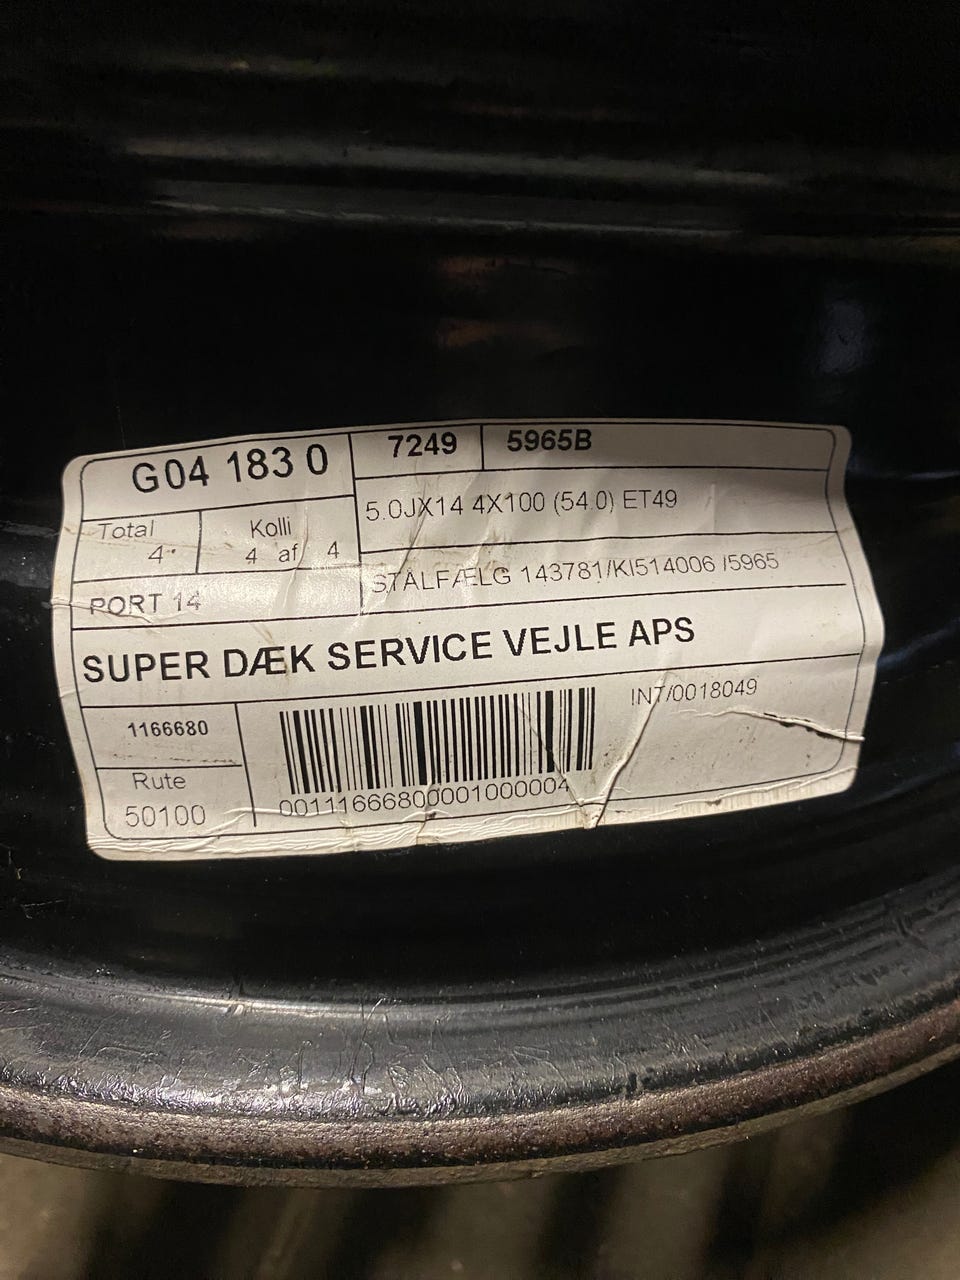 G04 183 0 7249 5965B
5.0JX14 4X100 (54.0) ET49
Total Kolli
4 4 af 4
STÅLFÆLG 143781/KI514006 /5965
PORT 14
SUPER DÆK SERVICE VEJLE APS
1166680 INT/0018049
Rute
50100 00111666800001000004